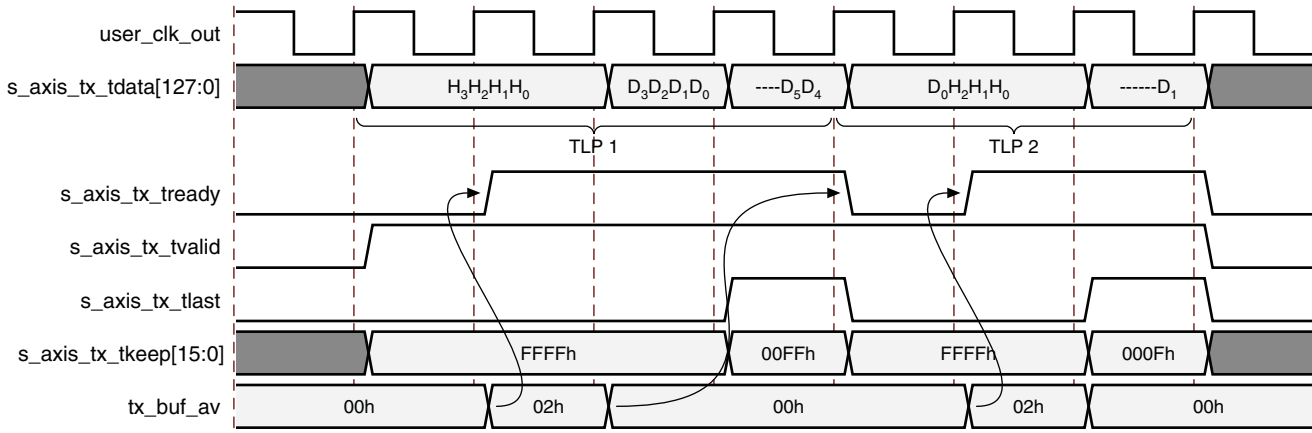 user_clk_out
s_axis_tx_tdata[127:0] H3H2H1H0 D3D2D1D0 ----D5D4 D0H2H1H0 ------D1
TLP 1 TLP 2
s_axis_tx_tready
s_axis_tx_tvalid
s_axis_tx_tlast
s_axis_tx_tkeep[15:0] FFFFh 00FFh FFFFh 000Fh
tx_buf_av 00h 02h 00h 02h 00h